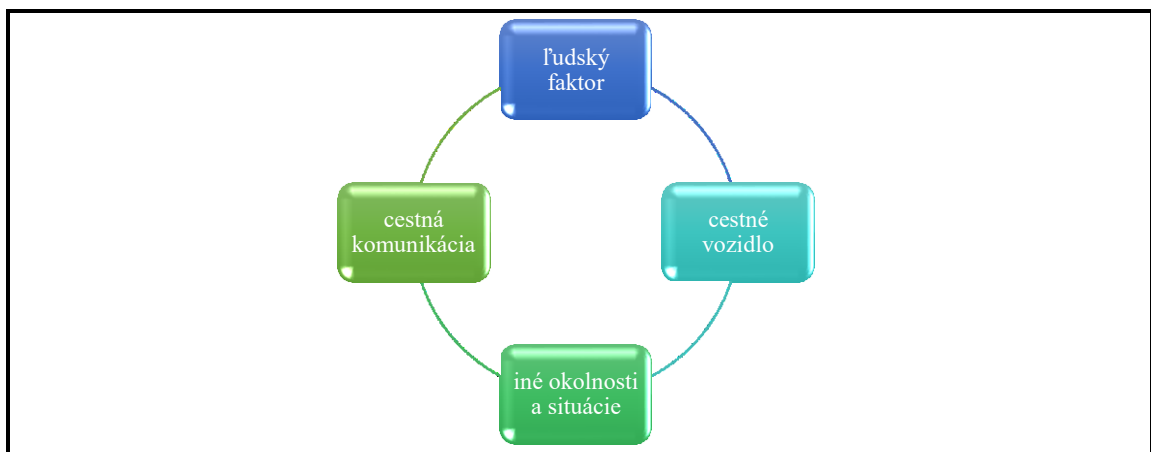 ľudský
faktor
cestná
komunikácia
cestné
vozidlo
iné okolnosti
a situácie